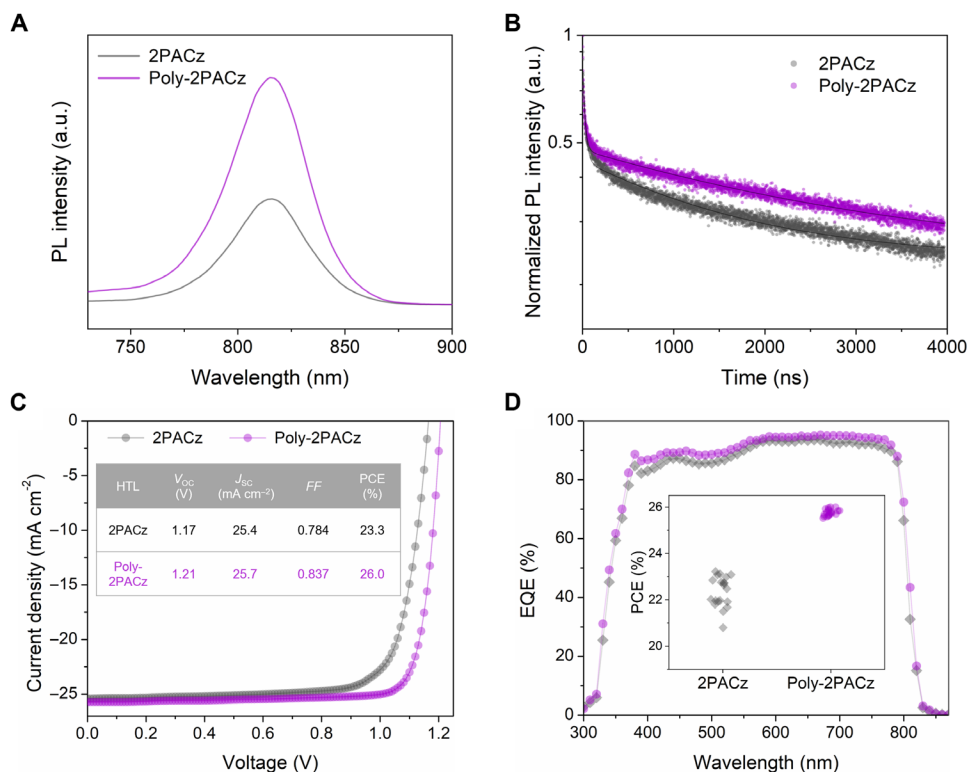 A
2PACz
Poly-2PACz
PL intensity (a.u.)
750
800
850
900
Wavelength (nm)
B
1
0.5
2PACz
Poly-2PACz
Normalized PL intensity (a.u.)
0
1000
2000
3000
4000
Time (ns)
C
0
−5
−10
−15
−20
−25
2PACz
Poly-2PACz
HTL
VOC (V)
JSC (mA cm−2)
FF
PCE (%)
2PACz
1.17
25.4
0.784
23.3
Poly-2PACz
1.21
25.7
0.837
26.0
Current density (mA cm−2)
0.0
0.2
0.4
0.6
0.8
1.0
1.2
Voltage (V)
D
100
80
60
40
20
0
EQE (%)
26
24
22
20
PCE (%)
2PACz
Poly-2PACz
300
400
500
600
700
800
Wavelength (nm)